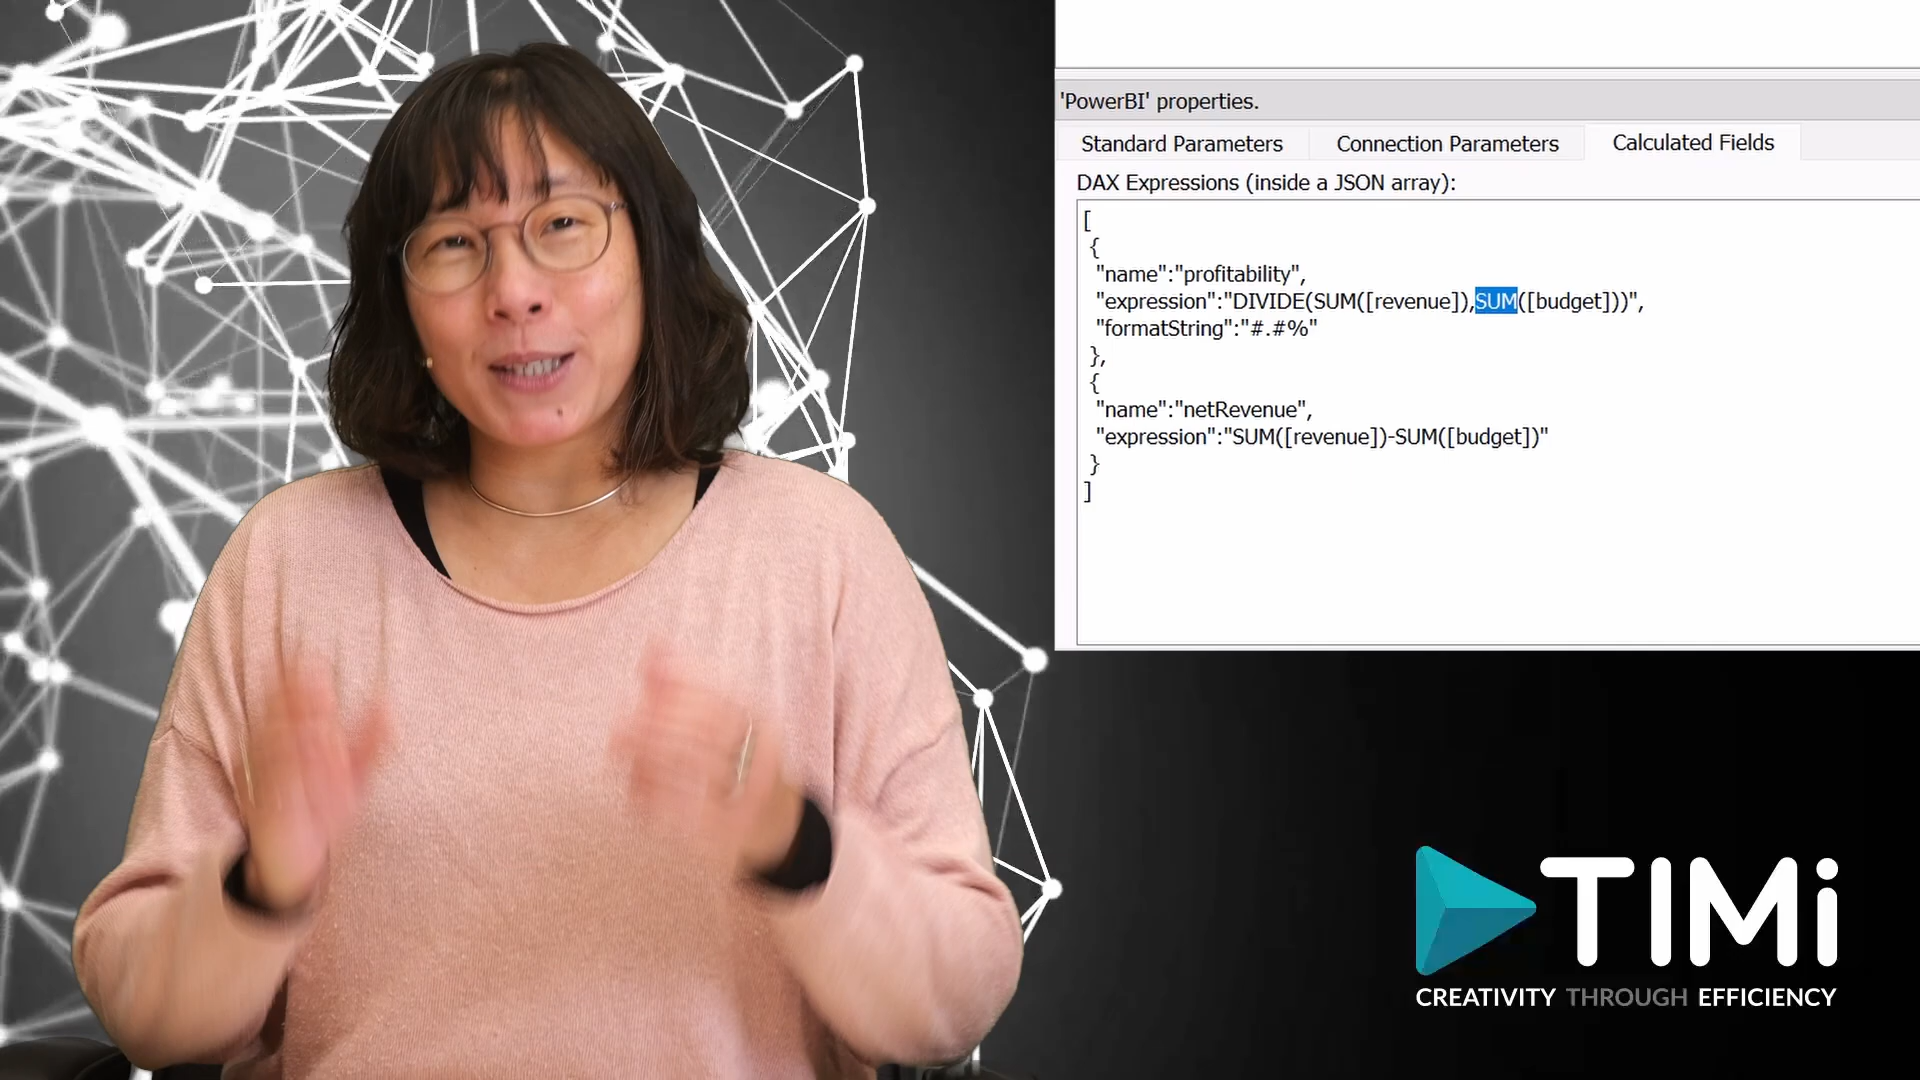 'PowerBI' properties.
Standard Parameters
Connection Parameters
Calculated Fields
DAX Expressions (inside a JSON array):
[
{
"name":"profitability",
"expression":"DIVIDE(SUM([revenue]),SUM([budget]))",
"formatString":"#.#%"
},
{
"name":"netRevenue",
"expression":"SUM([revenue])-SUM([budget])"
}
]
TIMi
CREATIVITY THROUGH EFFICIENCY